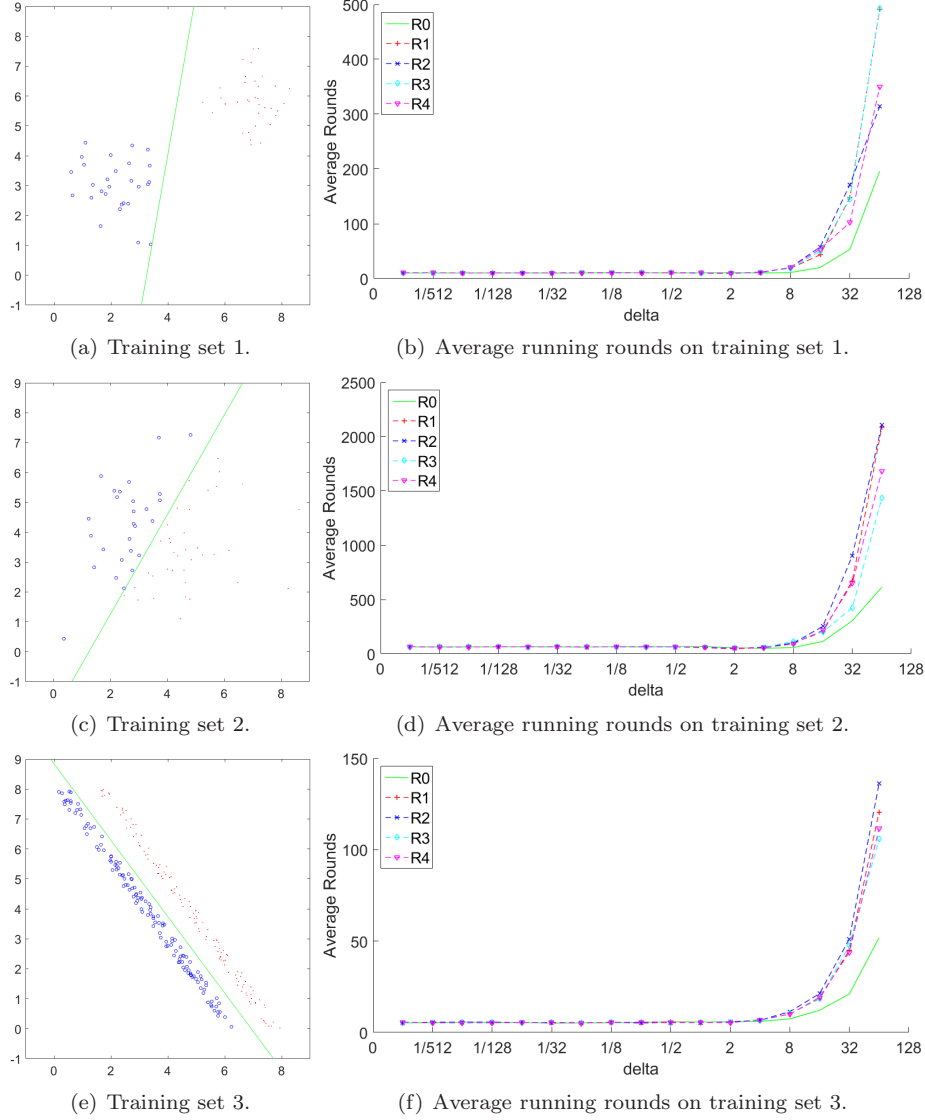 9
8
7
6
5
4
3
2
1
0
-1
0 2 4 6 8
(a) Training set 1.
500
400
300
200
100
0
Average Rounds
R0
R1
R2
R3
R4
0 1/512 1/128 1/32 1/8 1/2 2 8 32 128
delta
(b) Average running rounds on training set 1.
9
8
7
6
5
4
3
2
1
0
-1
0 2 4 6 8
(c) Training set 2.
2500
2000
1500
1000
500
0
Average Rounds
R0
R1
R2
R3
R4
0 1/512 1/128 1/32 1/8 1/2 2 8 32 128
delta
(d) Average running rounds on training set 2.
9
8
7
6
5
4
3
2
1
0
-1
0 2 4 6 8
(e) Training set 3.
150
100
50
0
Average Rounds
R0
R1
R2
R3
R4
0 1/512 1/128 1/32 1/8 1/2 2 8 32 128
delta
(f) Average running rounds on training set 3.